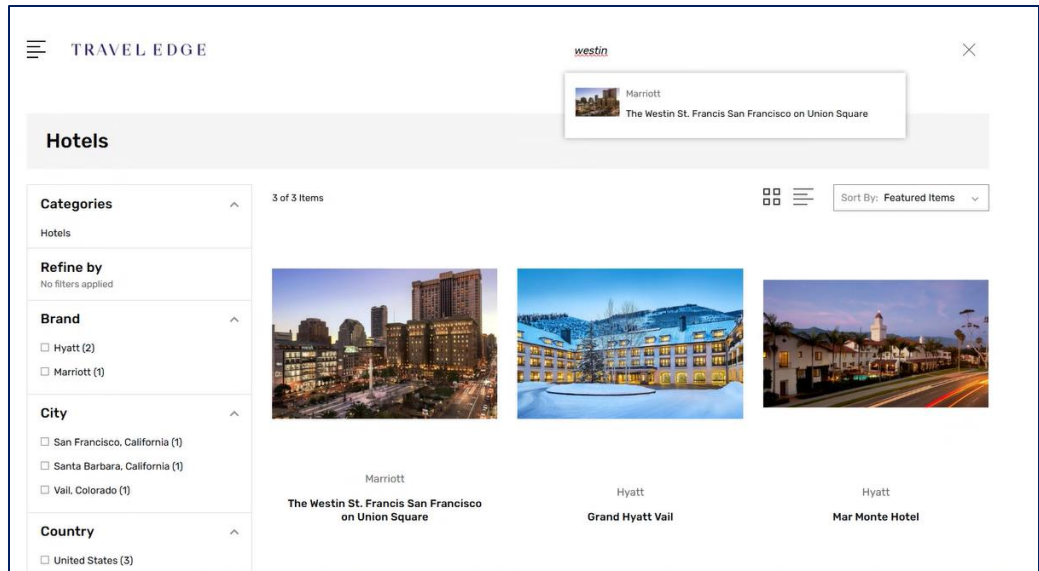 TRAVEL EDGE
westin
Marriott
The Westin St. Francis San Francisco on Union Square
Hotels
Categories
Hotels
Refine by
No filters applied
Brand
Hyatt (2)
Marriott (1)
City
San Francisco, California (1)
Santa Barbara, California (1)
Vail, Colorado (1)
Country
United States (3)
3 of 3 Items
Sort By: Featured Items
Marriott
The Westin St. Francis San Francisco
on Union Square
Hyatt
Grand Hyatt Vail
Hyatt
Mar Monte Hotel